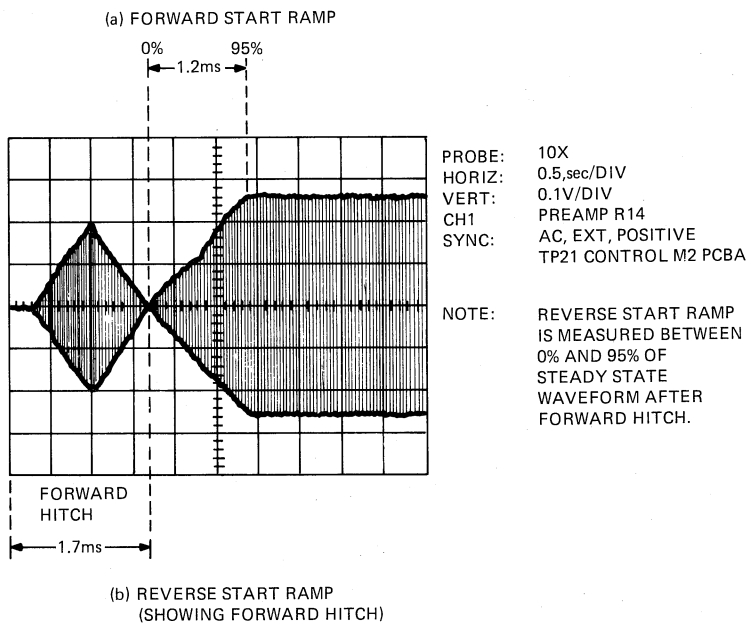 (a) FORWARD START RAMP
0% 95%
1.2ms
PROBE: 10X
HORIZ: 0.5,sec/DIV
VERT: 0.1V/DIV
CH1 PREAMP R14
SYNC: AC, EXT, POSITIVE
TP21 CONTROL M2 PCBA
NOTE: REVERSE START RAMP
IS MEASURED BETWEEN
0% AND 95% OF
STEADY STATE
WAVEFORM AFTER
FORWARD HITCH.
FORWARD
HITCH
1.7ms
(b) REVERSE START RAMP
(SHOWING FORWARD HITCH)